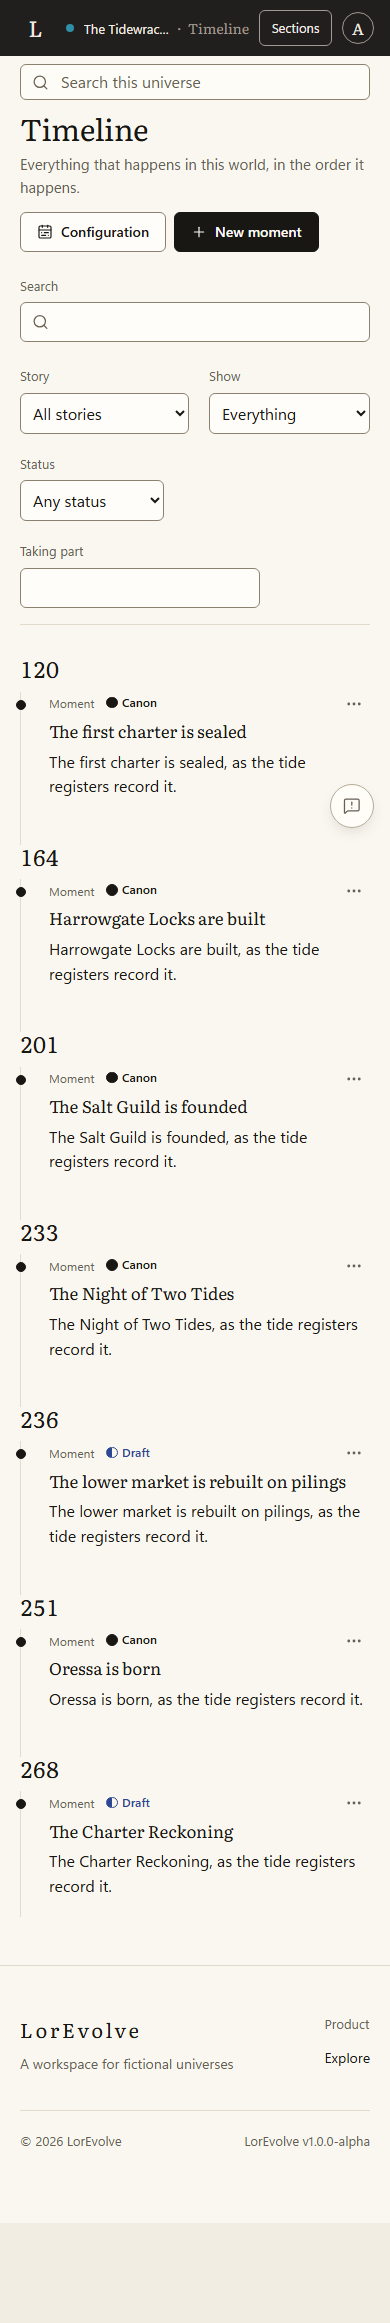 L
The Tidewrac... · Timeline
Sections
A
Search this universe
Timeline
Everything that happens in this world, in the order it
happens.
Configuration
New moment
Search
Story
Show
All stories
Everything
Status
Any status
Taking part
120
Moment Canon
The first charter is sealed
The first charter is sealed, as the tide
registers record it.
164
Moment Canon
Harrowgate Locks are built
Harrowgate Locks are built, as the tide
registers record it.
201
Moment Canon
The Salt Guild is founded
The Salt Guild is founded, as the tide
registers record it.
233
Moment Canon
The Night of Two Tides
The Night of Two Tides, as the tide registers
record it.
236
Moment Draft
The lower market is rebuilt on pilings
The lower market is rebuilt on pilings, as the
tide registers record it.
251
Moment Canon
Oressa is born
Oressa is born, as the tide registers record it.
268
Moment Draft
The Charter Reckoning
The Charter Reckoning, as the tide registers
record it.
LorEvolve
A workspace for fictional universes
Product
Explore
© 2026 LorEvolve
LorEvolve v1.0.0-alpha